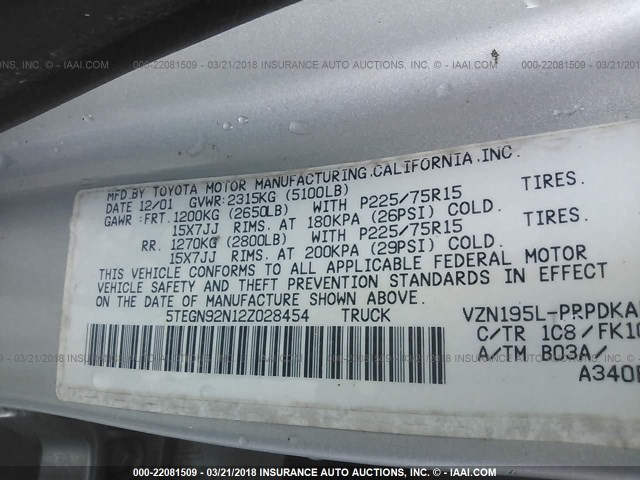 - IAAI.COM 000-22081509 - 03/21/2018 INSURANCE AUTO AUCTIONS, INC. - IAAI.COM 000-22081509 - 03/21/2018
MFD.BY TOYOTA MOTOR MANUFACTURING.CALIFORNIA.INC.
DATE 12/01 GVWR:2315KG (5100LB)
GAWR: FRT. 1200KG (2650LB) WITH P225/75R15 TIRES.
15X7JJ RIMS. AT 180KPA (26PSI) COLD.
RR. 1270KG (2800LB) WITH P225/75R15 TIRES.
15X7JJ RIMS. AT 200KPA (29PSI) COLD.
THIS VEHICLE CONFORMS TO ALL APPLICABLE FEDERAL MOTOR
VEHICLE SAFETY AND THEFT PREVENTION STANDARDS IN EFFECT
ON THE DATE OF MANUFACTURE SHOWN ABOVE.
5TEGN92N12Z028454 TRUCK VZN195L-PRPDKA
C/TR 1C8/FK10
A/TM B03A/
A340F
000-22081509 - 03/21/2018 INSURANCE AUTO AUCTIONS, INC. - IAAI.COM